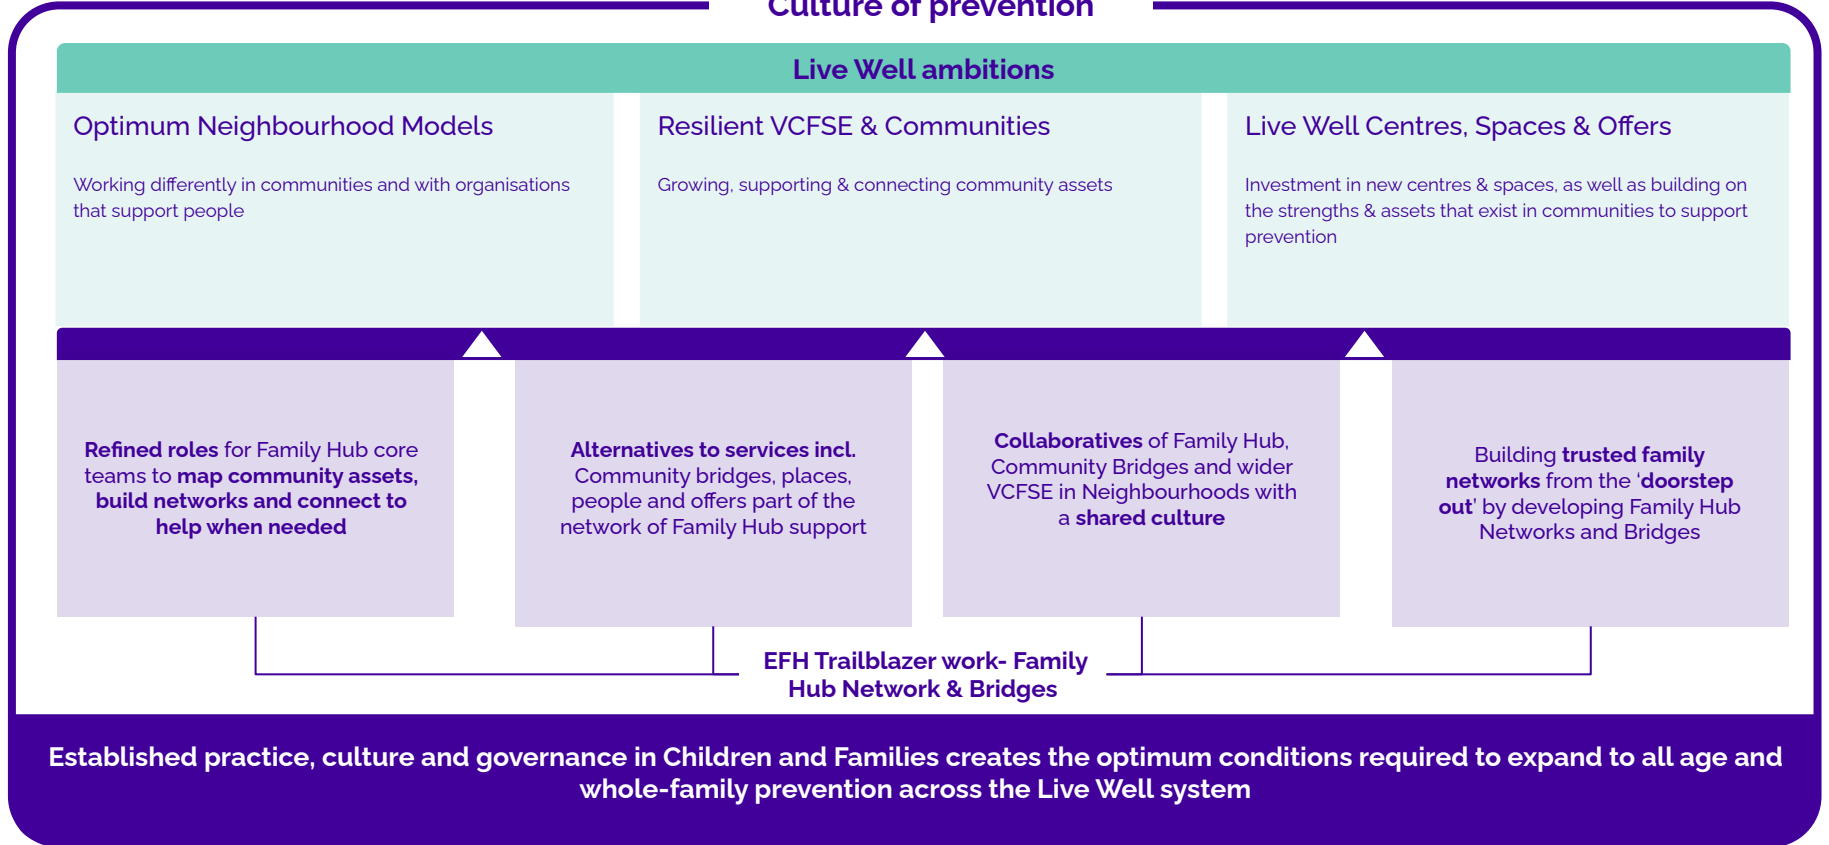 Culture of prevention
Live Well ambitions
Optimum Neighbourhood Models
Working differently in communities and with organisations
that support people
Resilient VCFSE & Communities
Growing, supporting & connecting community assets
Live Well Centres, Spaces & Offers
Investment in new centres & spaces, as well as building on
the strengths & assets that exist in communities to support
prevention
Refined roles for Family Hub core
teams to map community assets,
build networks and connect to
help when needed
Alternatives to services incl.
Community bridges, places,
people and offers part of the
network of Family Hub support
Collaboratives of Family Hub,
Community Bridges and wider
VCFSE in Neighbourhoods with
a shared culture
Building trusted family
networks from the ‘doorstep
out’ by developing Family Hub
Networks and Bridges
EFH Trailblazer work- Family
Hub Network & Bridges
Established practice, culture and governance in Children and Families creates the optimum conditions required to expand to all age and
whole-family prevention across the Live Well system